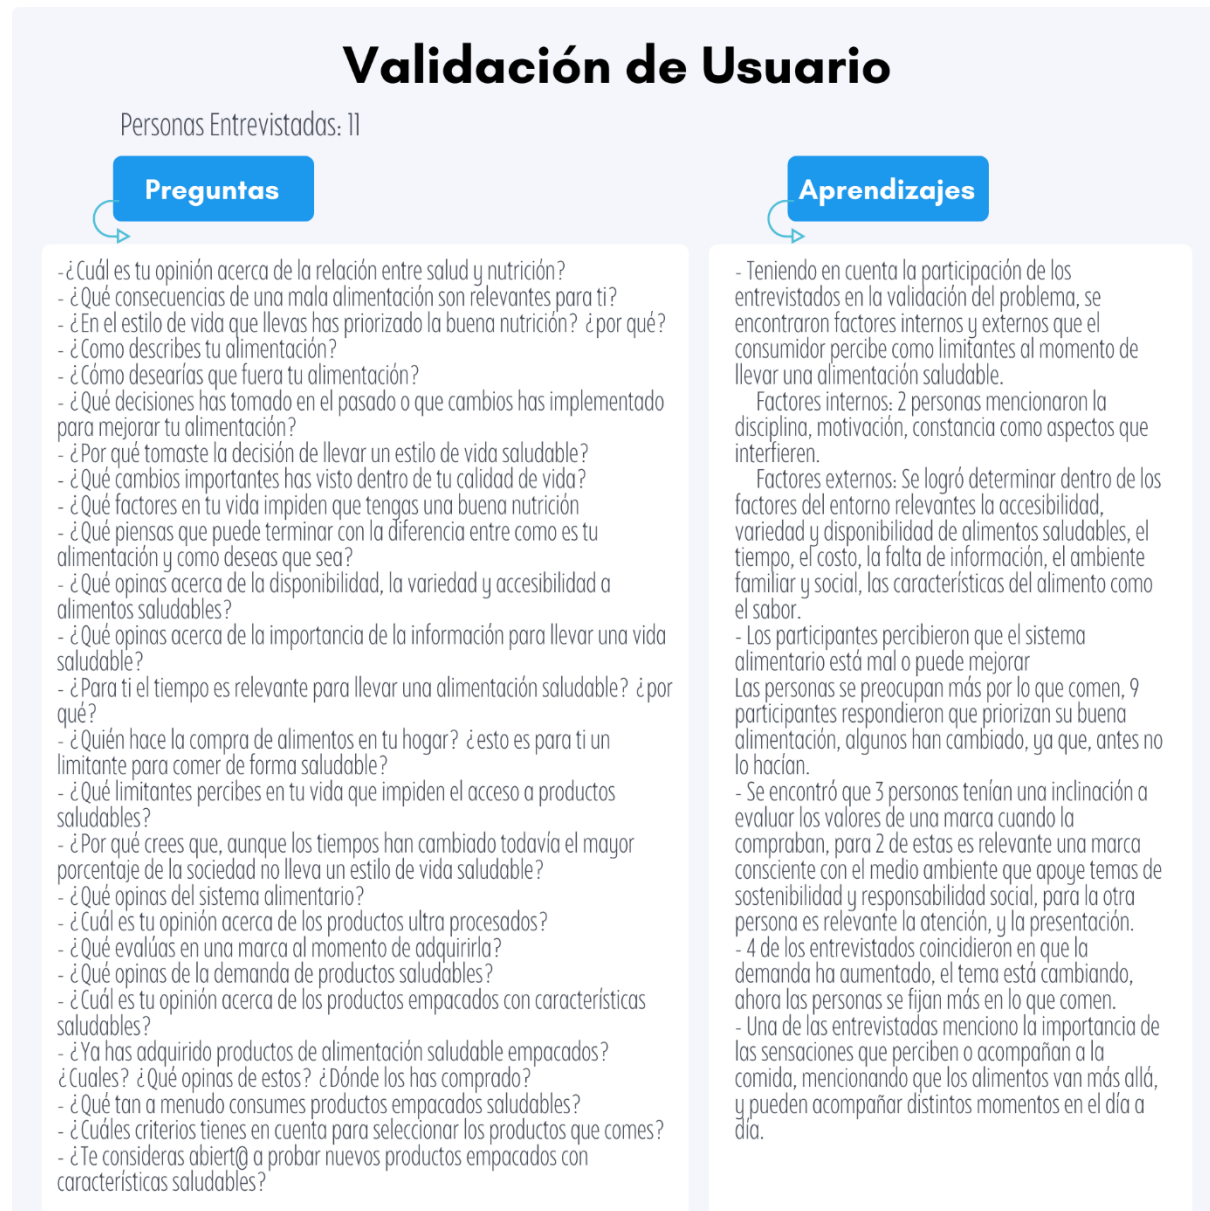 Validación de Usuario
Personas Entrevistadas: 11
Preguntas
-¿Cuál es tu opinión acerca de la relación entre salud y nutrición?
- ¿Qué consecuencias de una mala alimentación son relevantes para ti?
- ¿En el estilo de vida que llevas has priorizado la buena nutrición? ¿por qué?
- ¿Como describes tu alimentación?
- ¿Cómo desearías que fuera tu alimentación?
- ¿Qué decisiones has tomado en el pasado o que cambios has implementado
para mejorar tu alimentación?
- ¿Por qué tomaste la decisión de llevar un estilo de vida saludable?
- ¿Qué cambios importantes has visto dentro de tu calidad de vida?
- ¿Qué factores en tu vida impiden que tengas una buena nutrición
- ¿Qué piensas que puede terminar con la diferencia entre como es tu
alimentación y como deseas que sea?
- ¿Qué opinas acerca de la disponibilidad, la variedad y accesibilidad a
alimentos saludables?
- ¿Qué opinas acerca de la importancia de la información para llevar una vida
saludable?
- ¿Para ti el tiempo es relevante para llevar una alimentación saludable? ¿por
qué?
- ¿Quién hace la compra de alimentos en tu hogar? ¿esto es para ti un
limitante para comer de forma saludable?
- ¿Qué limitantes percibes en tu vida que impiden el acceso a productos
saludables?
- ¿Por qué crees que, aunque los tiempos han cambiado todavía el mayor
porcentaje de la sociedad no lleva un estilo de vida saludable?
- ¿Qué opinas del sistema alimentario?
- ¿Cuál es tu opinión acerca de los productos ultra procesados?
- ¿Qué evalúas en una marca al momento de adquirirla?
- ¿Qué opinas de la demanda de productos saludables?
- ¿Cuál es tu opinión acerca de los productos empacados con características
saludables?
- ¿Ya has adquirido productos de alimentación saludable empacados?
¿Cuales? ¿Qué opinas de estos? ¿Dónde los has comprado?
- ¿Qué tan a menudo consumes productos empacados saludables?
- ¿Cuáles criterios tienes en cuenta para seleccionar los productos que comes?
- ¿Te consideras abiert@ a probar nuevos productos empacados con
características saludables?
Aprendizajes
- Teniendo en cuenta la participación de los
entrevistados en la validación del problema, se
encontraron factores internos y externos que el
consumidor percibe como limitantes al momento de
llevar una alimentación saludable.
Factores internos: 2 personas mencionaron la
disciplina, motivación, constancia como aspectos que
interfieren.
Factores externos: Se logró determinar dentro de los
factores del entorno relevantes la accesibilidad,
variedad y disponibilidad de alimentos saludables, el
tiempo, el costo, la falta de información, el ambiente
familiar y social, las características del alimento como
el sabor.
- Los participantes percibieron que el sistema
alimentario está mal o puede mejorar
Las personas se preocupan más por lo que comen, 9
participantes respondieron que priorizan su buena
alimentación, algunos han cambiado, ya que, antes no
lo hacían.
- Se encontró que 3 personas tenían una inclinación a
evaluar los valores de una marca cuando la
compraban, para 2 de estas es relevante una marca
consciente con el medio ambiente que apoye temas de
sostenibilidad y responsabilidad social, para la otra
persona es relevante la atención, y la presentación.
- 4 de los entrevistados coincidieron en que la
demanda ha aumentado, el tema está cambiando,
ahora las personas se fijan más en lo que comen.
- Una de las entrevistadas menciono la importancia de
las sensaciones que perciben o acompañan a la
comida, mencionando que los alimentos van más allá,
y pueden acompañar distintos momentos en el día a
día.